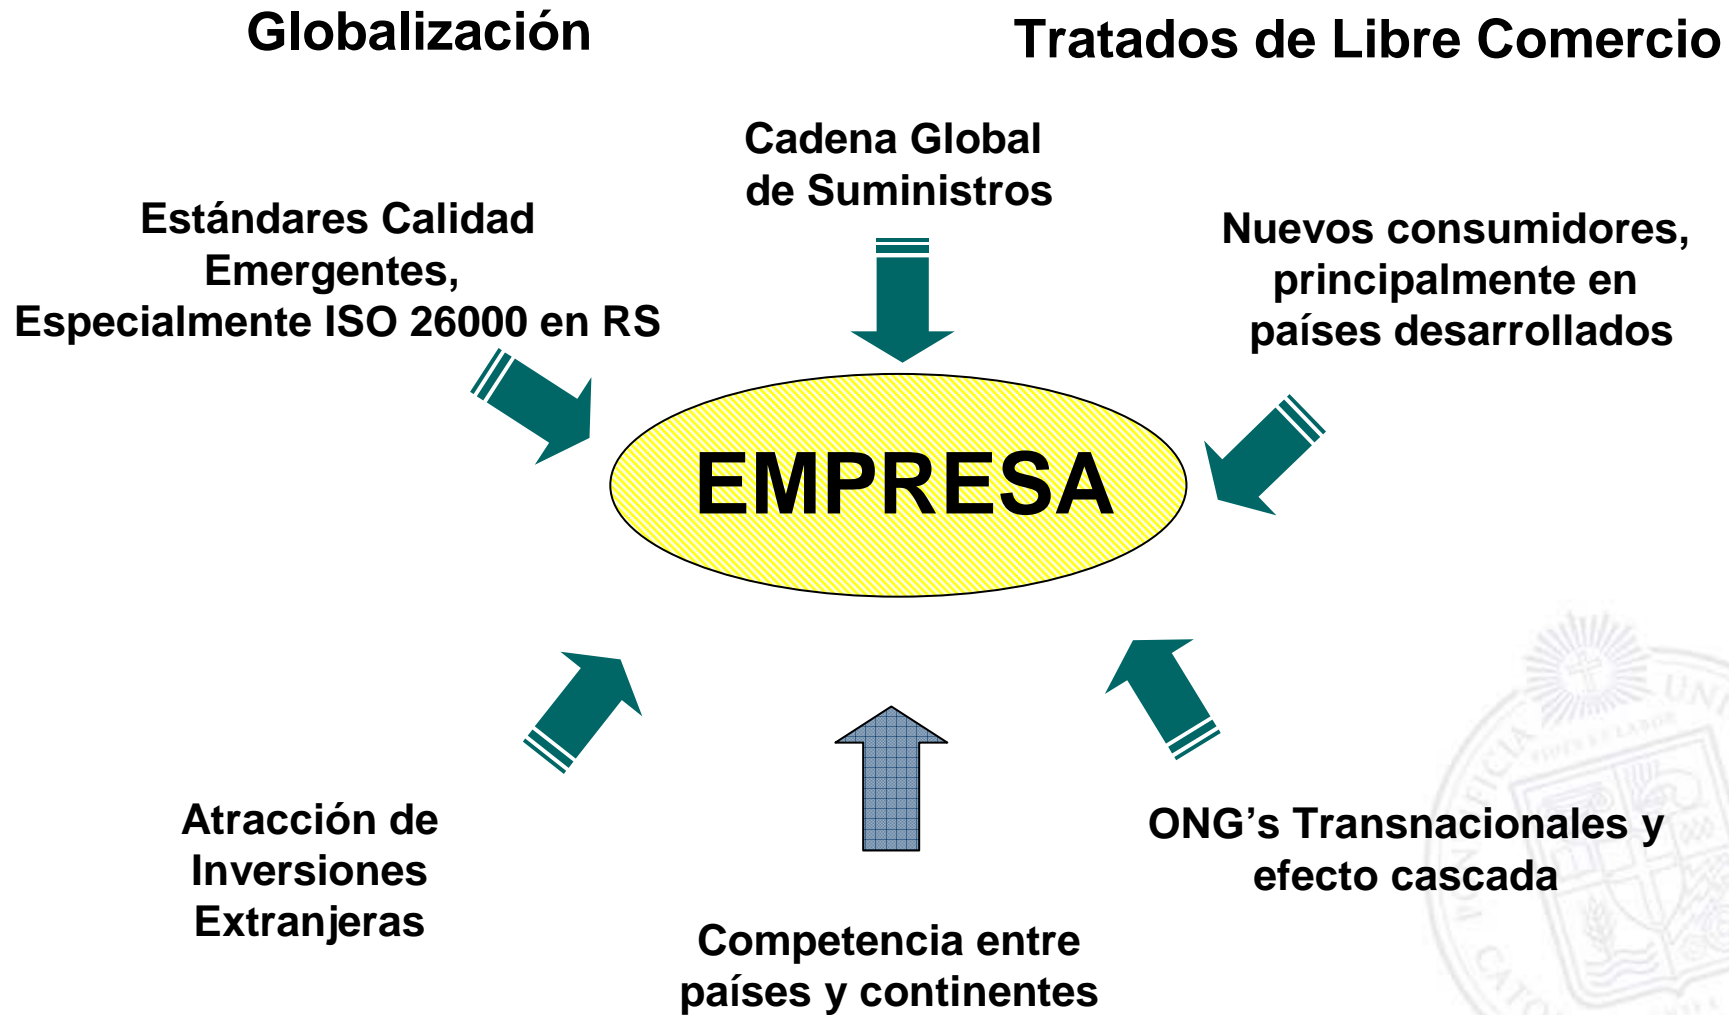 Globalización
Tratados de Libre Comercio
Cadena Global
de Suministros
Estándares Calidad
Emergentes,
Especialmente ISO 26000 en RS
Nuevos consumidores,
principalmente en
países desarrollados
EMPRESA
Atracción de
Inversiones
Extranjeras
Competencia entre
países y continentes
ONG’s Transnacionales y
efecto cascada